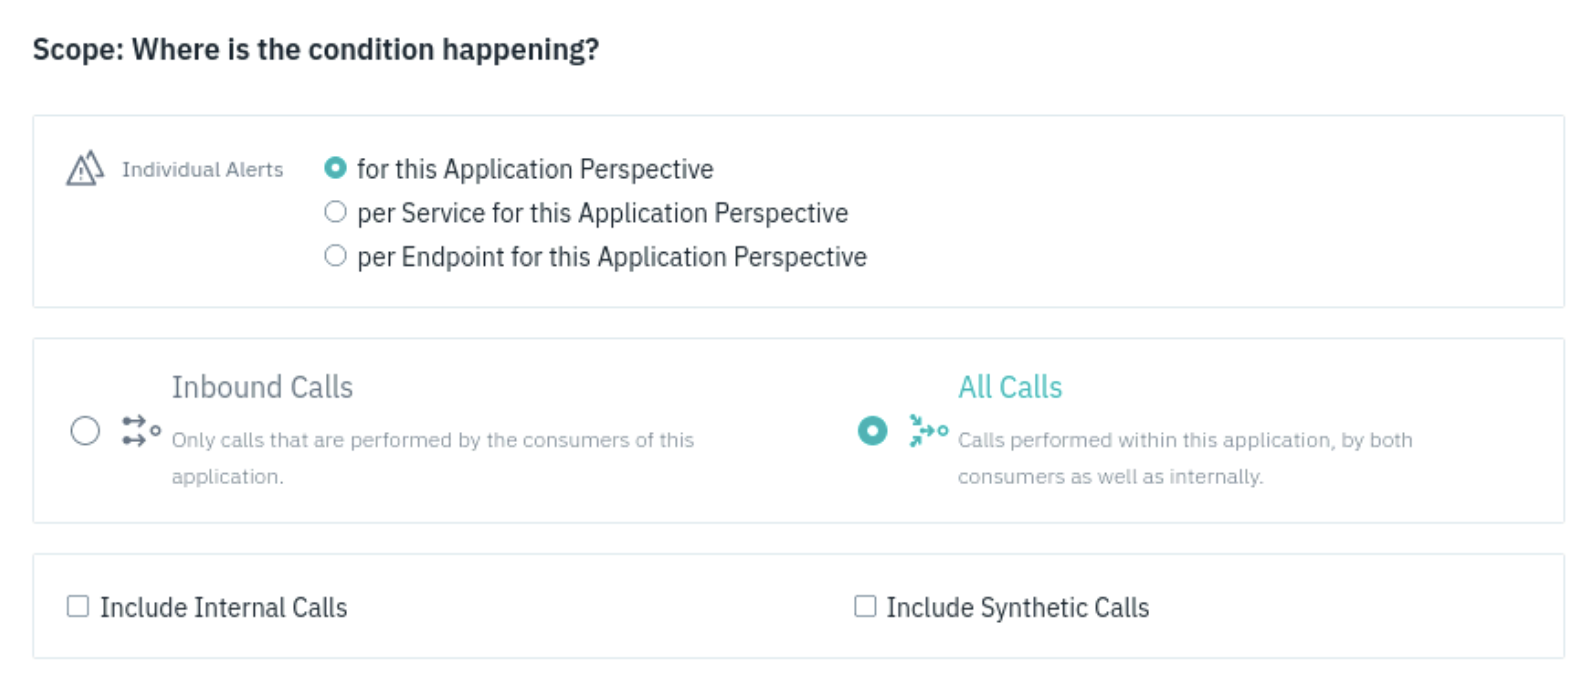 Scope: Where is the condition happening?
Individual Alerts
for this Application Perspective
per Service for this Application Perspective
per Endpoint for this Application Perspective
Inbound Calls
Only calls that are performed by the consumers of this
application.
All Calls
Calls performed within this application, by both
consumers as well as internally.
Include Internal Calls
Include Synthetic Calls